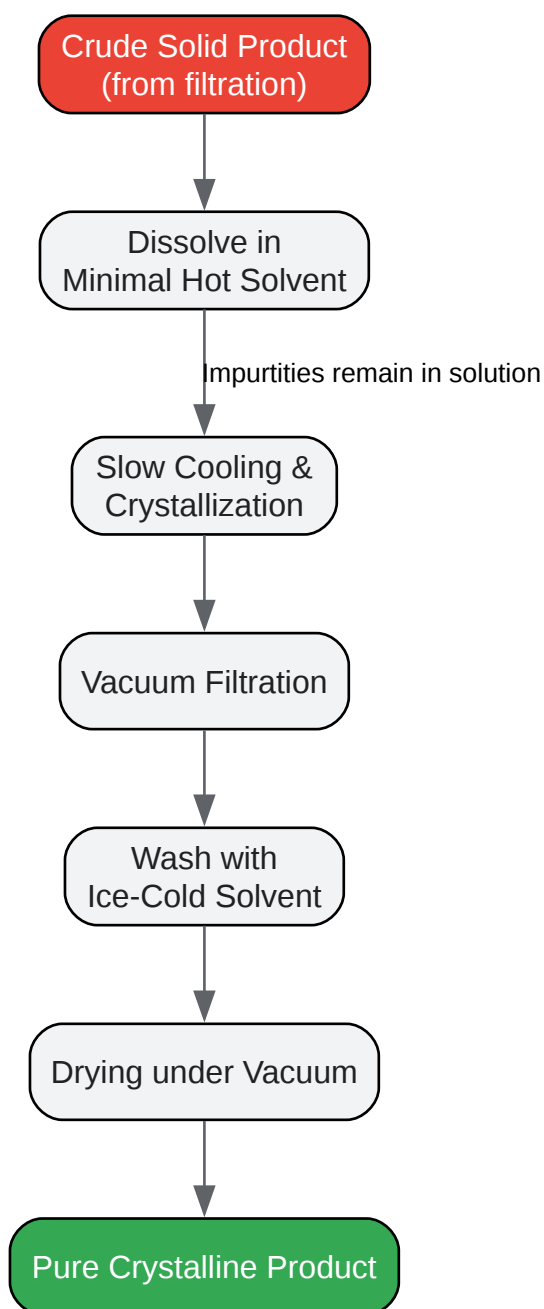 Crude Solid Product
(from filtration)
Dissolve in
Minimal Hot Solvent
Impurtities remain in solution
Slow Cooling &
Crystallization
Vacuum Filtration
Wash with
Ice-Cold Solvent
Drying under Vacuum
Pure Crystalline Product